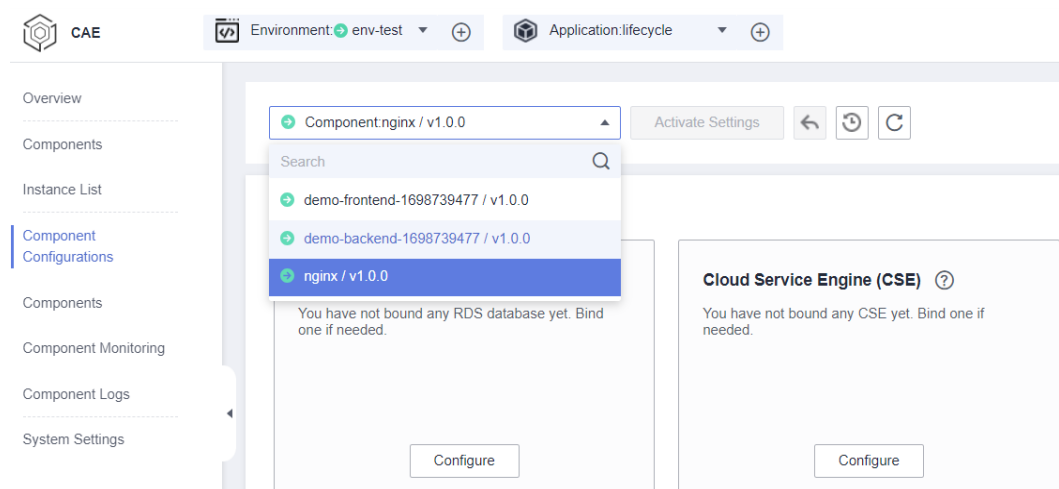 CAE
Environment: env-test
Application:lifecycle
Overview
Components
Instance List
Component
Configurations
Components
Component Monitoring
Component Logs
System Settings
Component:nginx / v1.0.0
Activate Settings
Search
demo-frontend-1698739477 / v1.0.0
demo-backend-1698739477 / v1.0.0
nginx / v1.0.0
You have not bound any RDS database yet. Bind
one if needed.
Configure
Cloud Service Engine (CSE) ?
You have not bound any CSE yet. Bind one if
needed.
Configure